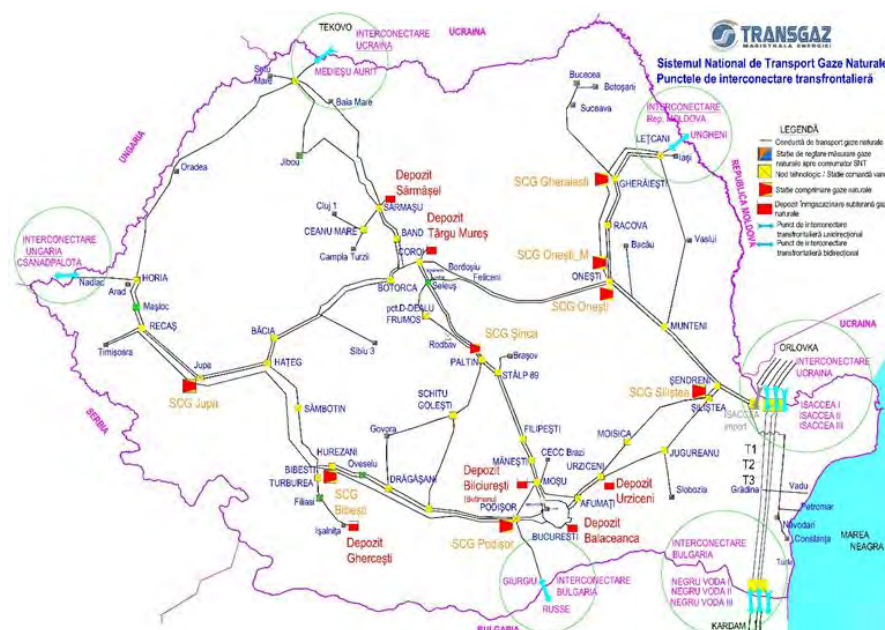 TRANSGAZ
MAGISTRALA ENERGIEI
Sistemul National de Transport Gaze Naturale
Punctele de interconectare transfrontalieră
LEGENDĂ
Conductă de transport gaze naturale
Stație de reglare măsurare gaze
naturale spre consumator SNT
Nod tehnologic / Stație comandă vane
Stație comprimare gaze naturale
Depozit înmagazinare subterană gaze
naturale
Punct de interconectare
transfrontalieră unidirecțional
Punct de interconectare
transfrontalieră bidirecțional
TEKOVO
INTERCONECTARE
UCRAINA
MEDIEȘU AURIT
UCRAINA
Mare
Baia Mare
Jibou
UNGARIA
Oradea
Bucecea
Botoșani
Suceava
INTERCONECTARE
Rep. MOLDOVA
UNGHENI
LEȚCANI
Iași
REPUBLICA MOLDOVA
SCG Gheraiesti
GHERĂIEȘTI
RACOVA
Bacău
Vaslui
SCG Onești_M
ONEȘTI
SCG Onești
MUNTENI
Depozit
Sărmășel
Cluj 1
SĂRMAȘU
CEANU MARE
Campia Turzii
BAND
Depozit
Târgu Mureș
COROI
Bordoșiu
Feliceni
Seleuș
BOTORCA
pct.D-DEALU
FRUMOS
Rodbav
INTERCONECTARE
UNGARIA
CSANADPALOTA
Nadlac
HORIA
Arad
Mașloc
RECAȘ
Timișoara
Jupa
SCG Jupa
BĂCIA
HAȚEG
Sibiu 3
SCG Șinca
PALTIN
Brașov
STÂLP 89
SCHITU
GOLEȘTI
SERBIA
SÂMBOTIN
Govora
FILIPEȘTI
HUREZANI
Oveselu
BIBEȘTI
TURBUREA
SCG
Bibești
DRĂGĂȘANI
Filiasi
Ișalnița
Depozit
Ghercești
MĂNEȘTI
CECC Brazi
Depozit
Bilciurești
MOȘU
URZICENI
Depozit
Urziceni
AFUMAȚI
PODIȘOR
SCG Podișor
BUCUREȘTI
Depozit
Balaceanca
MOISICA
JUGUREANU
Slobozia
SCG Siliștea
ȘENDRENI
SILIȘTEA
UCRAINA
ORLOVKA
INTERCONECTARE
UCRAINA
ISACCEA I
ISACCEA II
ISACCEA III
ISACCEA
import
T1
T2
T3
Grădina
Vadu
Petromar
Năvodari
Constanța
MAREA
NEAGRA
GIURGIU
INTERCONECTARE
BULGARIA
RUSSE
BULGARIA
INTERCONECTARE
BULGARIA
NEGRU VODA I
NEGRU VODA II
NEGRU VODA III
KARDAM